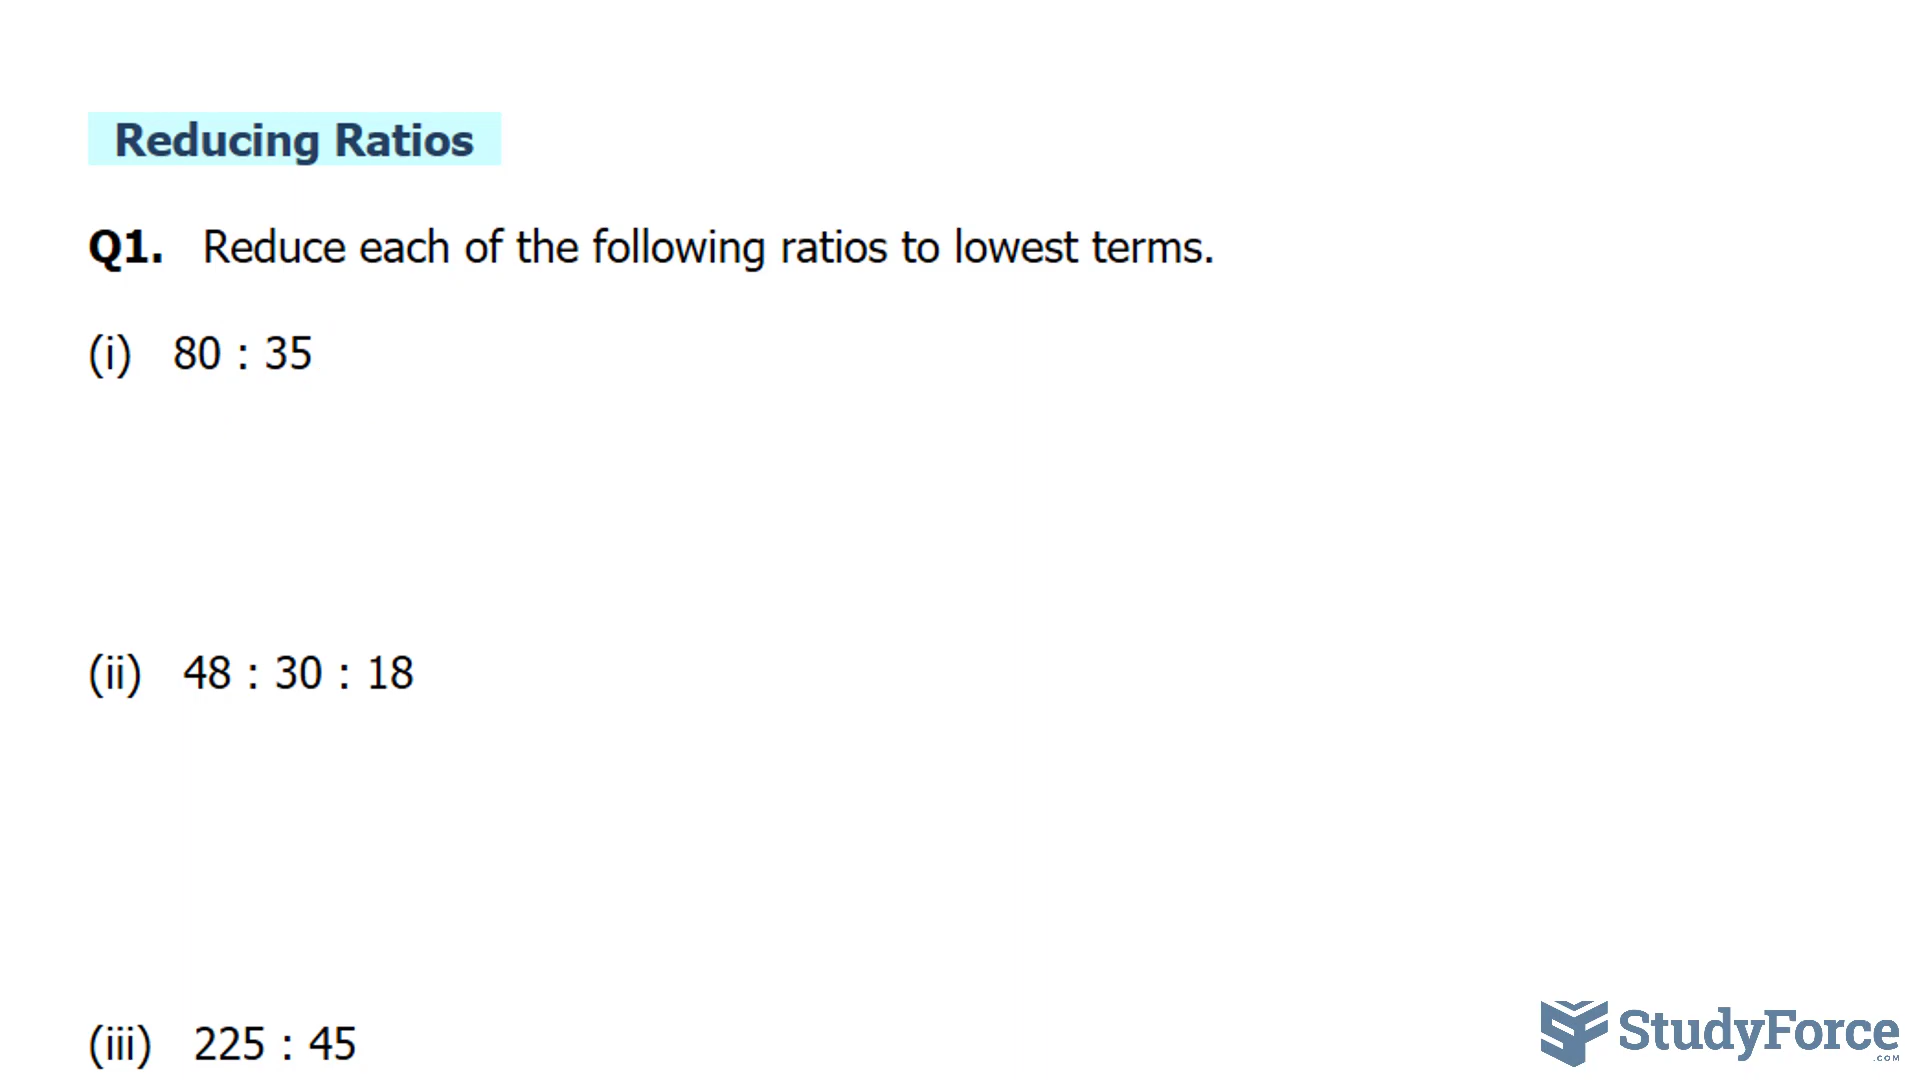 Reducing Ratios
Q1. Reduce each of the following ratios to lowest terms.
(i) 80 : 35
(ii) 48 : 30 : 18
(iii) 225 : 45
StudyForce
.COM